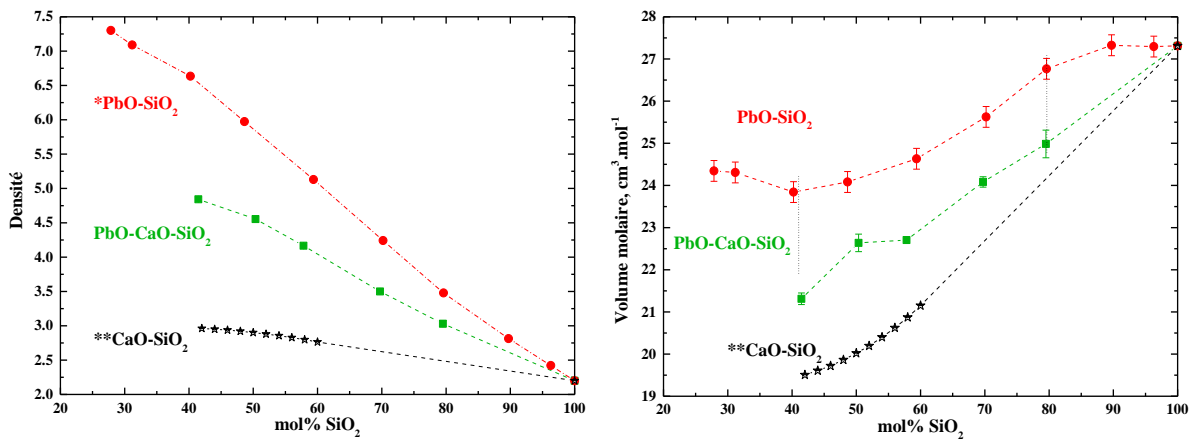 7.5
7.0
6.5
6.0
5.5
5.0
4.5
4.0
3.5
3.0
2.5
2.0
Densité
*PbO-SiO₂
PbO-CaO-SiO₂
**CaO-SiO₂
20 30 40 50 60 70 80 90 100
mol% SiO₂
28
27
26
25
24
23
22
21
20
19
Volume molaire, cm³.mol⁻¹
PbO-SiO₂
PbO-CaO-SiO₂
**CaO-SiO₂
20 30 40 50 60 70 80 90 100
mol% SiO₂